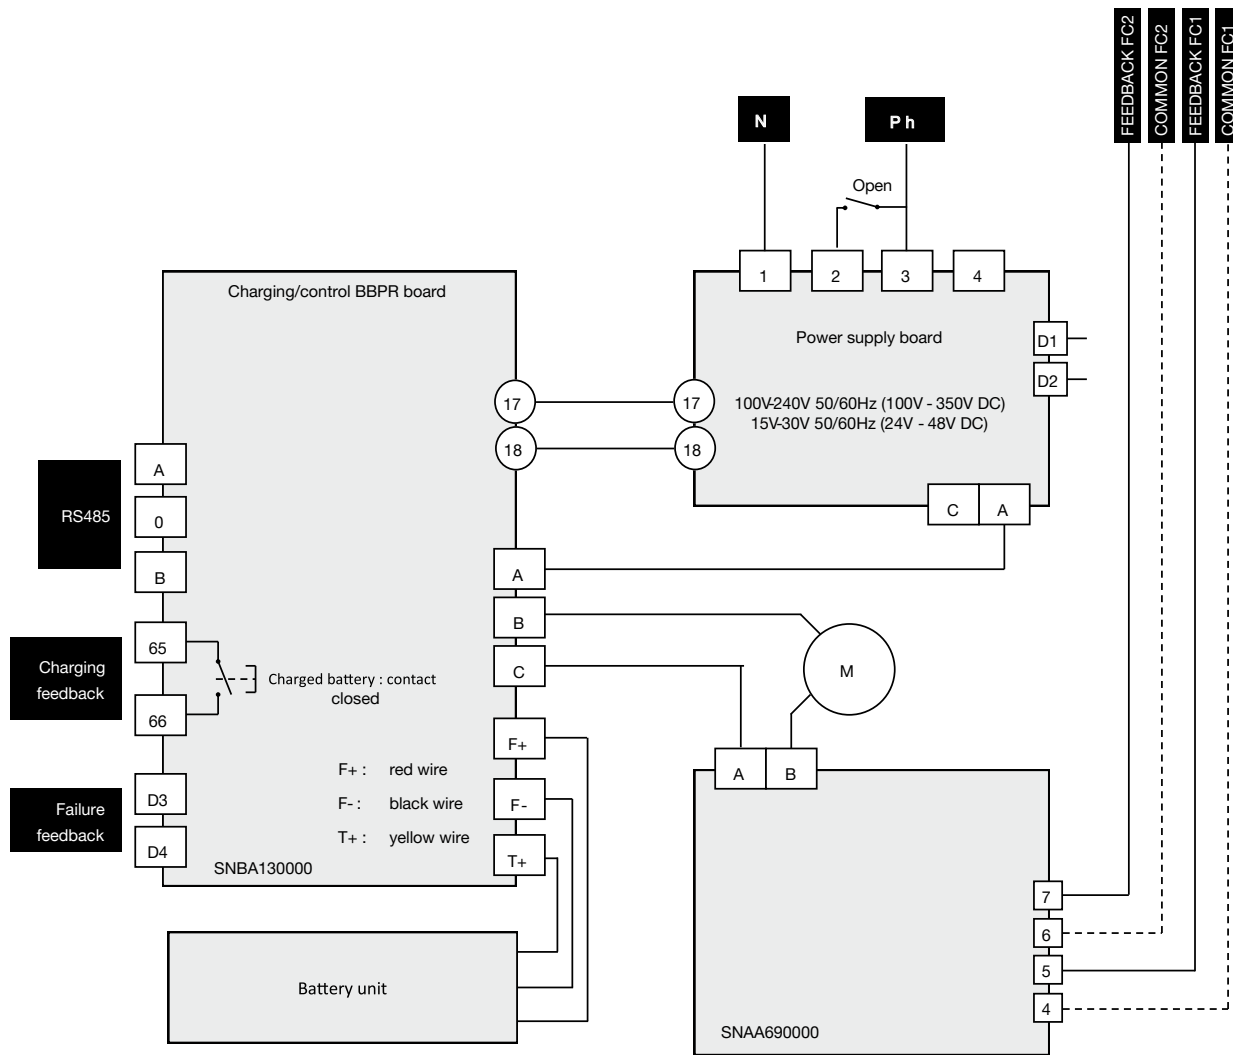 FEEDBACK FC2
COMMON FC2
FEEDBACK FC1
COMMON FC1
N
Ph
Open
1
2
3
4
Charging/control BBPR board
Power supply board
D1
D2
17
17
100V-240V 50/60Hz (100V - 350V DC)
15V-30V 50/60Hz (24V - 48V DC)
18
18
RS485
A
0
B
C
A
A
B
C
M
Charging
feedback
65
66
Charged battery : contact
closed
F+
F-
T+
F+ : red wire
F- : black wire
T+ : yellow wire
Failure
feedback
D3
D4
SNBA130000
A
B
7
6
5
4
SNAA690000
Battery unit